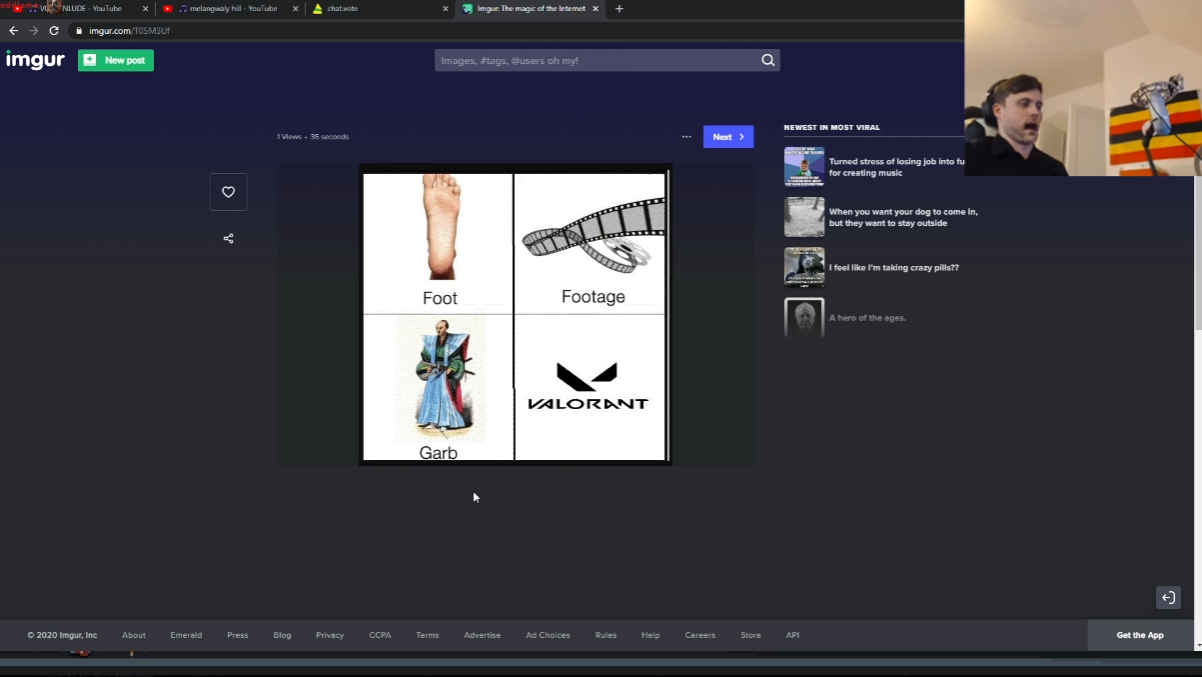 NLUDE - YouTube
melangwaly hill - YouTube
chat.vote
Imgur: The magic of the Internet
imgur.com/T05M3Uf
imgur
New post
Images, #tags, @users oh my!
1 Views • 35 seconds
Next
Foot
Footage
Garb
VALORANT
NEWEST IN MOST VIRAL
Turned stress of losing job into fu
for creating music
When you want your dog to come in,
but they want to stay outside
I feel like I'm taking crazy pills??
A hero of the ages.
© 2020 Imgur, Inc
About
Emerald
Press
Blog
Privacy
CCPA
Terms
Advertise
Ad Choices
Rules
Help
Careers
Store
API
Get the App